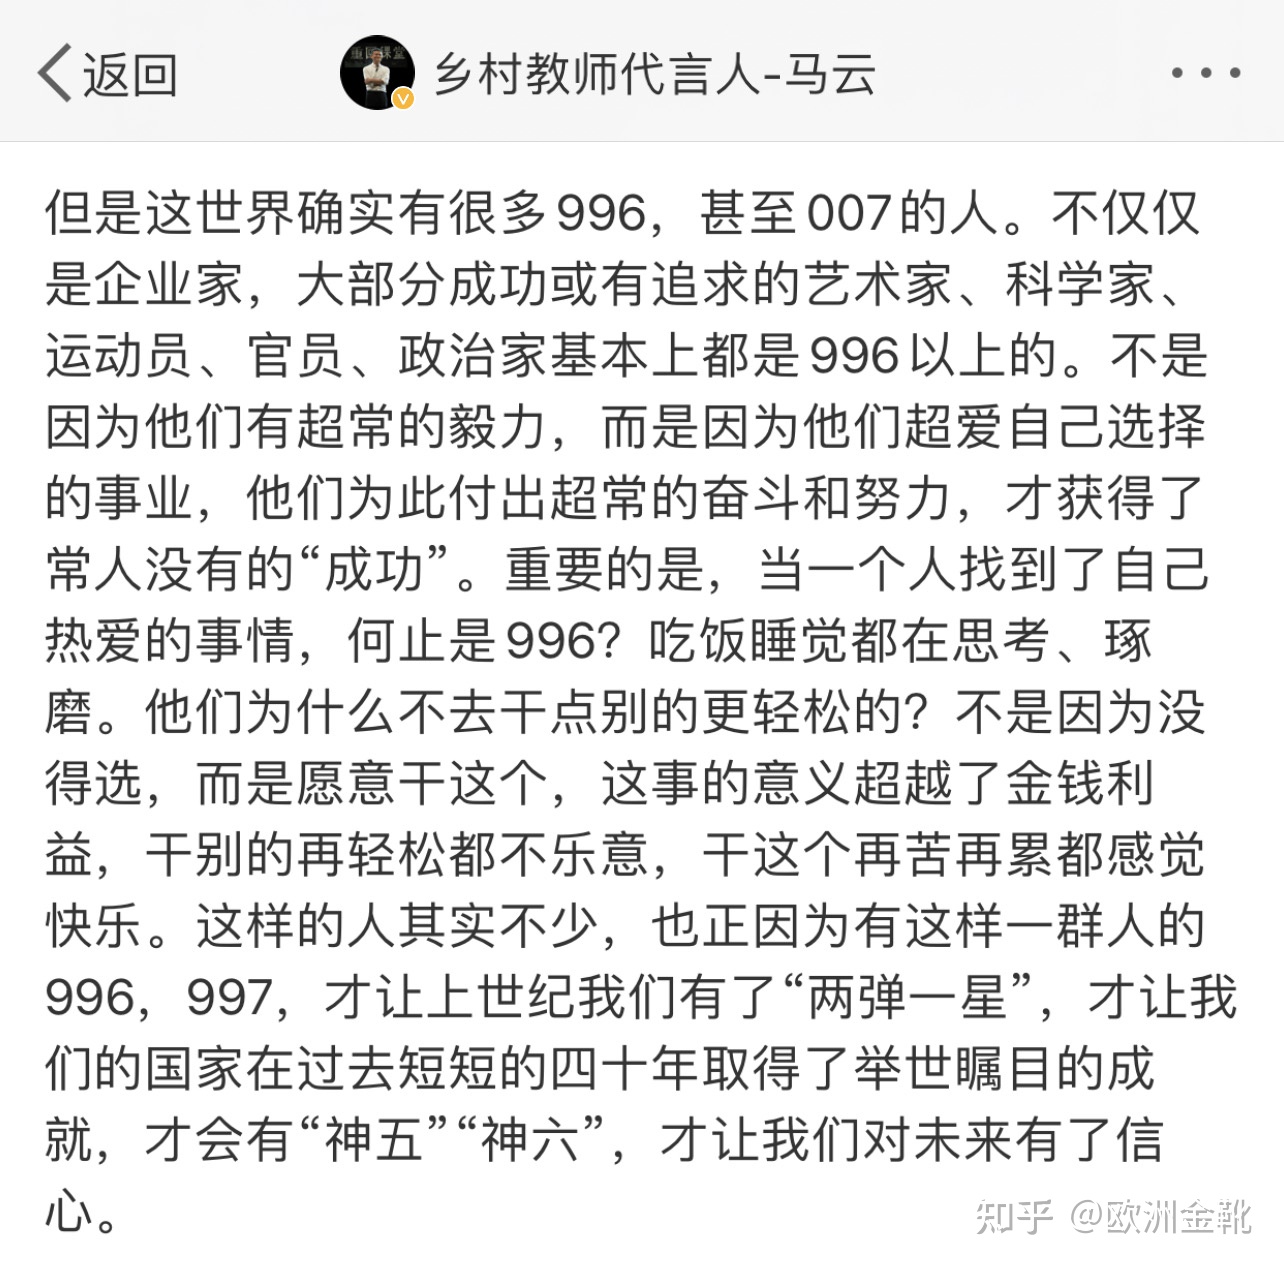 返回
乡村教师代言人-马云
但是这世界确实有很多996，甚至007的人。不仅仅
是企业家，大部分成功或有追求的艺术家、科学家、
运动员、官员、政治家基本上都是996以上的。不是
因为他们有超常的毅力，而是因为他们超爱自己选择
的事业，他们为此付出超常的奋斗和努力，才获得了
常人没有的“成功”。重要的是，当一个人找到了自己
热爱的事情，何止是996？吃饭睡觉都在思考、琢
磨。他们为什么不去干点别的更轻松的？不是因为没
得选，而是愿意干这个，这事的意义超越了金钱利
益，干别的再轻松都不乐意，干这个再苦再累都感觉
快乐。这样的人其实不少，也正因为有这样一群人的
996，997，才让上世纪我们有了“两弹一星”，才让我
们的国家在过去短短的四十年取得了举世瞩目的成
就，才会有“神五”“神六”，才让我们对未来有了信
心。
知乎 @欧洲金靴